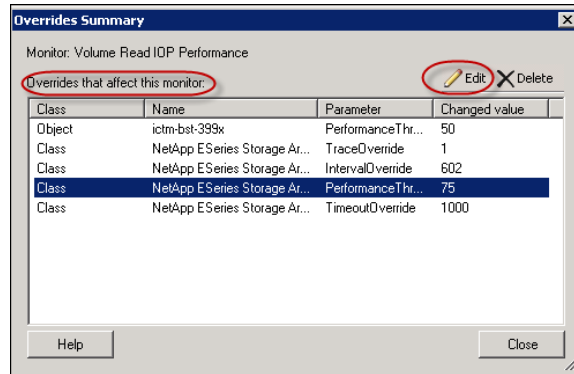 Overrides Summary
Monitor: Volume Read IOP Performance
Overrides that affect this monitor:
Edit Delete
Class Name Parameter Changed value
Object ictm-bst-399x PerformanceThr... 50
Class NetApp ESeries Storage Ar... TraceOverride 1
Class NetApp ESeries Storage Ar... IntervalOverride 602
Class NetApp ESeries Storage Ar... PerformanceThr... 75
Class NetApp ESeries Storage Ar... TimeoutOverride 1000
Help Close